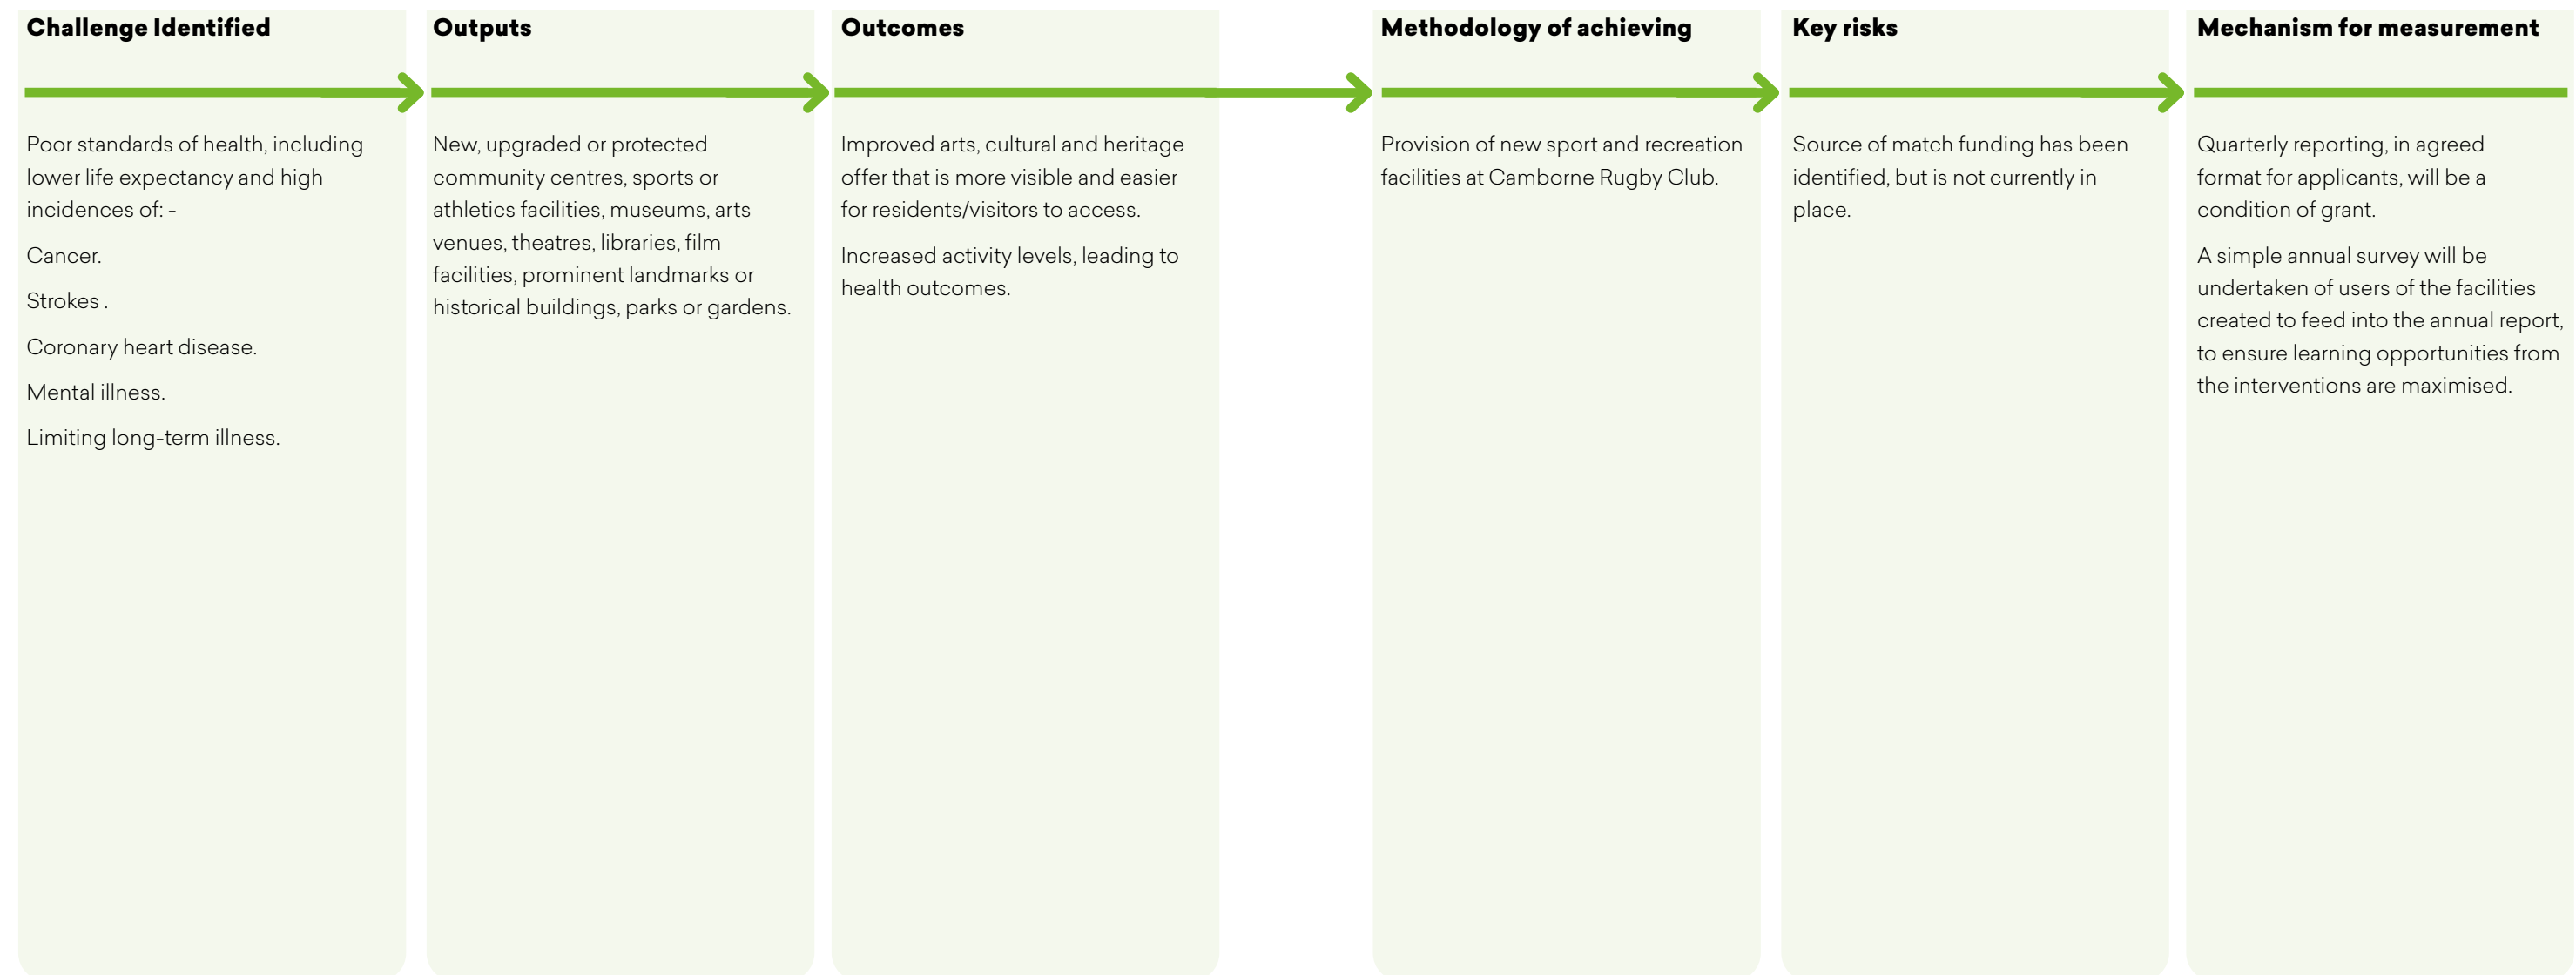 Challenge Identified
Poor standards of health, including
lower life expectancy and high
incidences of: -
Cancer.
Strokes .
Coronary heart disease.
Mental illness.
Limiting long-term illness.
Outputs
New, upgraded or protected
community centres, sports or
athletics facilities, museums, arts
venues, theatres, libraries, film
facilities, prominent landmarks or
historical buildings, parks or gardens.
Outcomes
Improved arts, cultural and heritage
offer that is more visible and easier
for residents/visitors to access.
Increased activity levels, leading to
health outcomes.
Methodology of achieving
Provision of new sport and recreation
facilities at Camborne Rugby Club.
Key risks
Source of match funding has been
identified, but is not currently in
place.
Mechanism for measurement
Quarterly reporting, in agreed
format for applicants, will be a
condition of grant.
A simple annual survey will be
undertaken of users of the facilities
created to feed into the annual report,
to ensure learning opportunities from
the interventions are maximised.